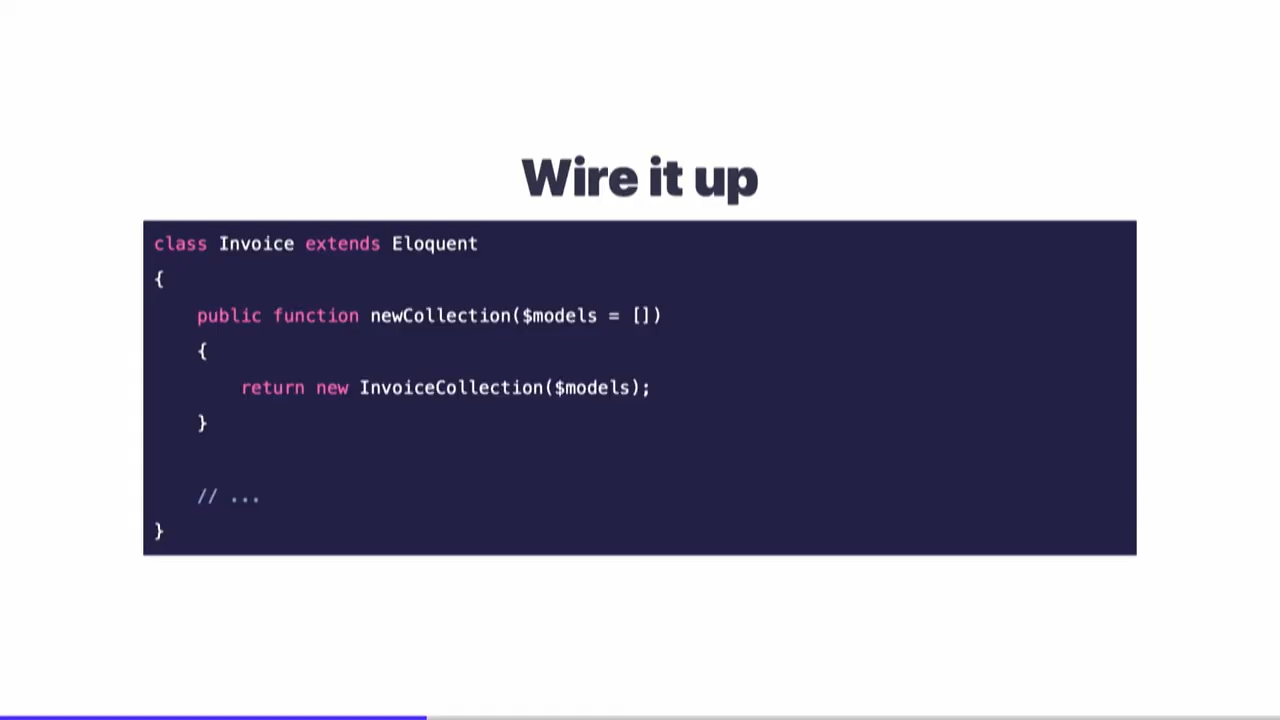 Wire it up
class Invoice extends Eloquent
{
    public function newCollection($models = [])
    {
        return new InvoiceCollection($models);
    }

    // ...
}